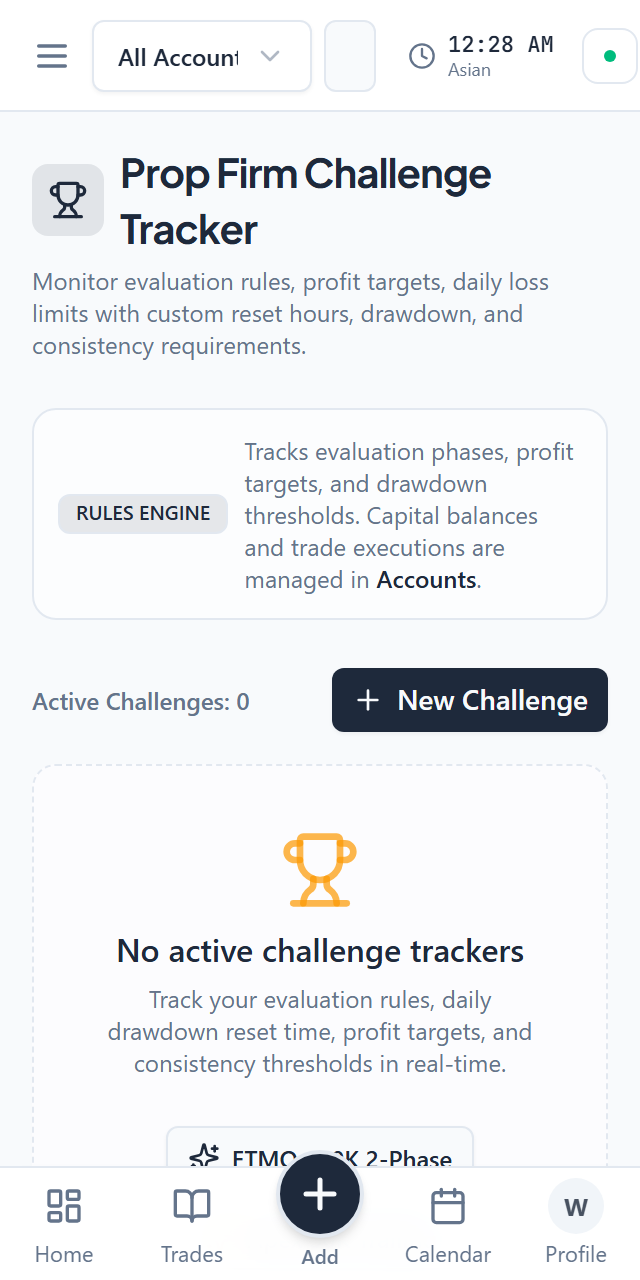 All Account
12:28 AM
Asian
Prop Firm Challenge
Tracker
Monitor evaluation rules, profit targets, daily loss
limits with custom reset hours, drawdown, and
consistency requirements.
RULES ENGINE
Tracks evaluation phases, profit
targets, and drawdown
thresholds. Capital balances
and trade executions are
managed in Accounts.
Active Challenges: 0
New Challenge
No active challenge trackers
Track your evaluation rules, daily
drawdown reset time, profit targets, and
consistency thresholds in real-time.
FTMO 2-Phase
Home
Trades
Add
Calendar
W
Profile